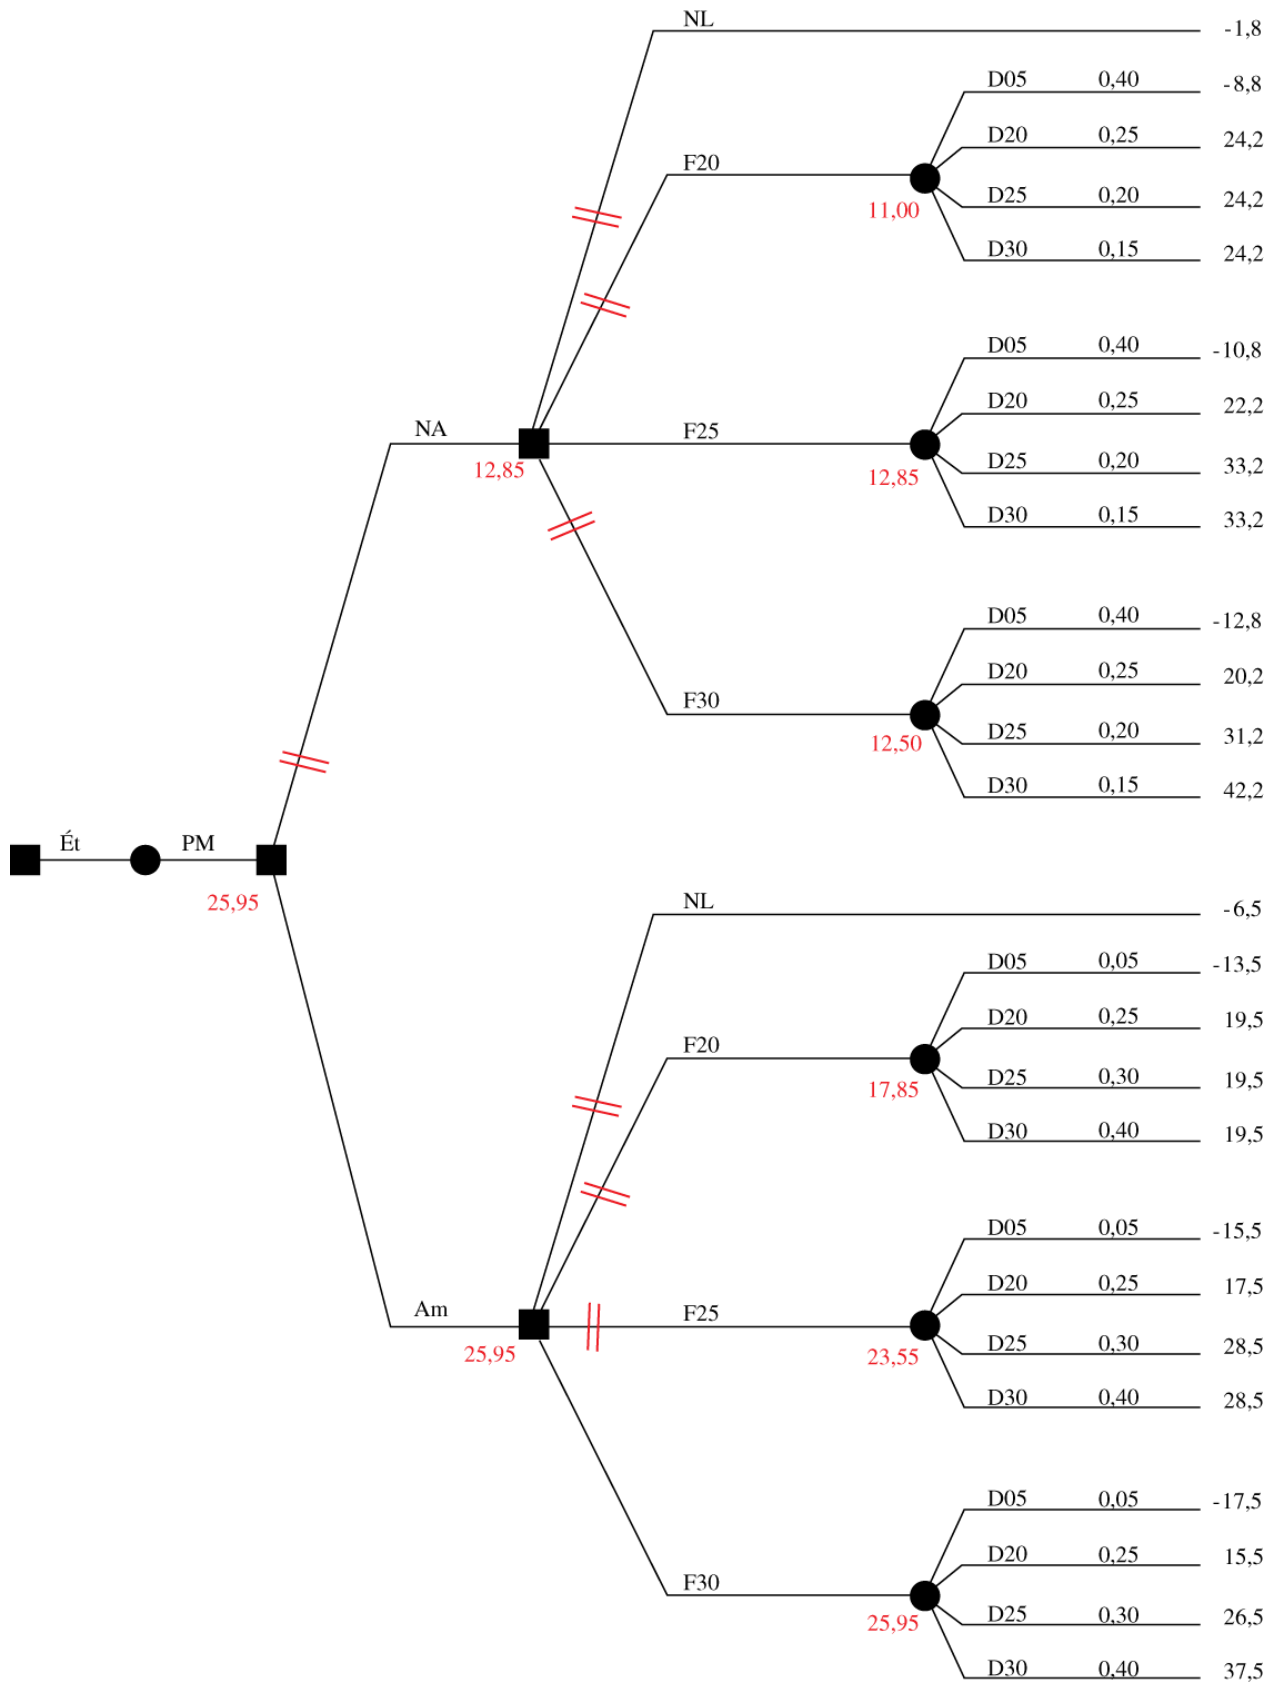 NL -1,8
D05 0,40 -8,8
D20 0,25 24,2
F20
D25 0,20 24,2
11,00
D30 0,15 24,2
D05 0,40 -10,8
D20 0,25 22,2
NA F25
12,85 12,85 D25 0,20 33,2
D30 0,15 33,2
D05 0,40 -12,8
D20 0,25 20,2
F30
12,50 D25 0,20 31,2
D30 0,15 42,2
Ét PM
25,95
NL -6,5
D05 0,05 -13,5
D20 0,25 19,5
F20
17,85 D25 0,30 19,5
D30 0,40 19,5
D05 0,05 -15,5
D20 0,25 17,5
Am F25
25,95 23,55 D25 0,30 28,5
D30 0,40 28,5
D05 0,05 -17,5
D20 0,25 15,5
F30
25,95 D25 0,30 26,5
D30 0,40 37,5